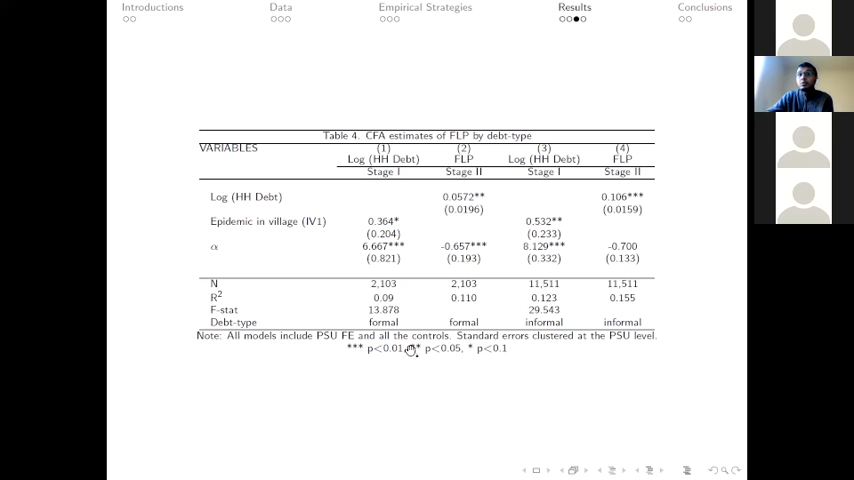 Introductions Data Empirical Strategies Results Conclusions
Table 4. CFA estimates of FLP by debt-type
VARIABLES (1) (2) (3) (4)
Log (HH Debt) FLP Log (HH Debt) FLP
Stage I Stage II Stage I Stage II
Log (HH Debt) 0.0572** 0.106***
(0.0196) (0.0159)
Epidemic in village (IV1) 0.364* 0.532**
(0.204) (0.233)
α 6.667*** -0.657*** 8.129*** -0.700
(0.821) (0.193) (0.332) (0.133)
N 2,103 2,103 11,511 11,511
R2 0.09 0.110 0.123 0.155
F-stat 13.878 29.543
Debt-type formal formal informal informal
Note: All models include PSU FE and all the controls. Standard errors clustered at the PSU level.
*** p<0.01, ** p<0.05, * p<0.1